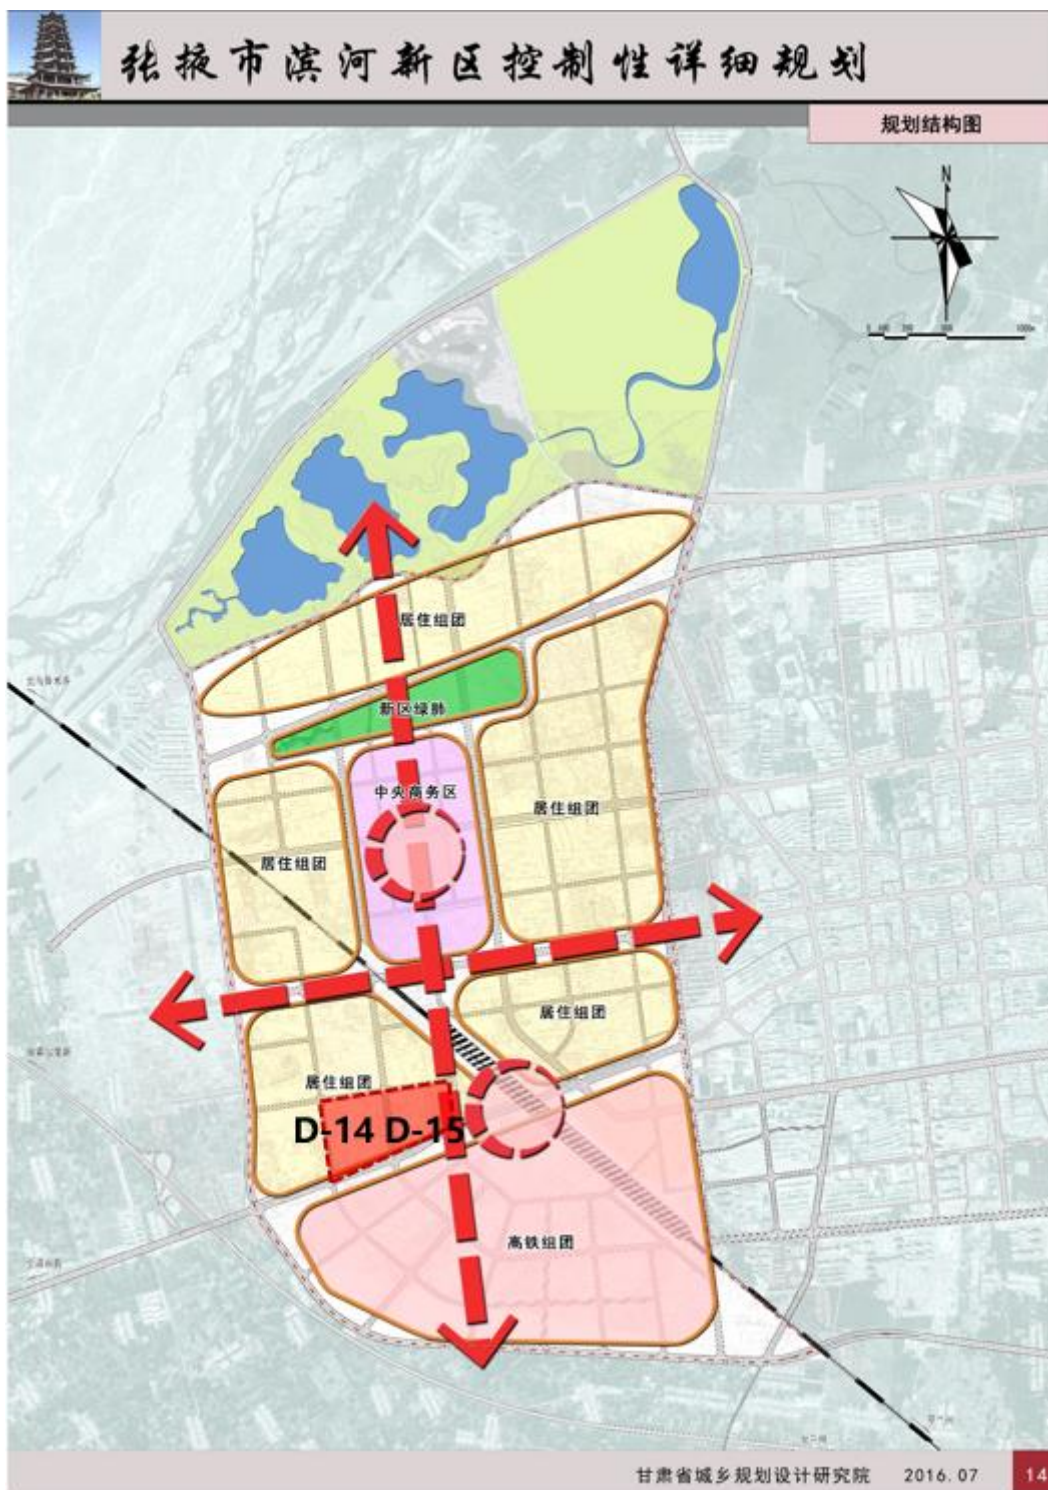 张掖市滨河新区控制性详细规划
规划结构图
N
居住组团
新区绿肺
中央商务区
居住组团
居住组团
居住组团
居住组团
D-14 D-15
高铁组团
甘肃省城乡规划设计研究院 2016.07 14